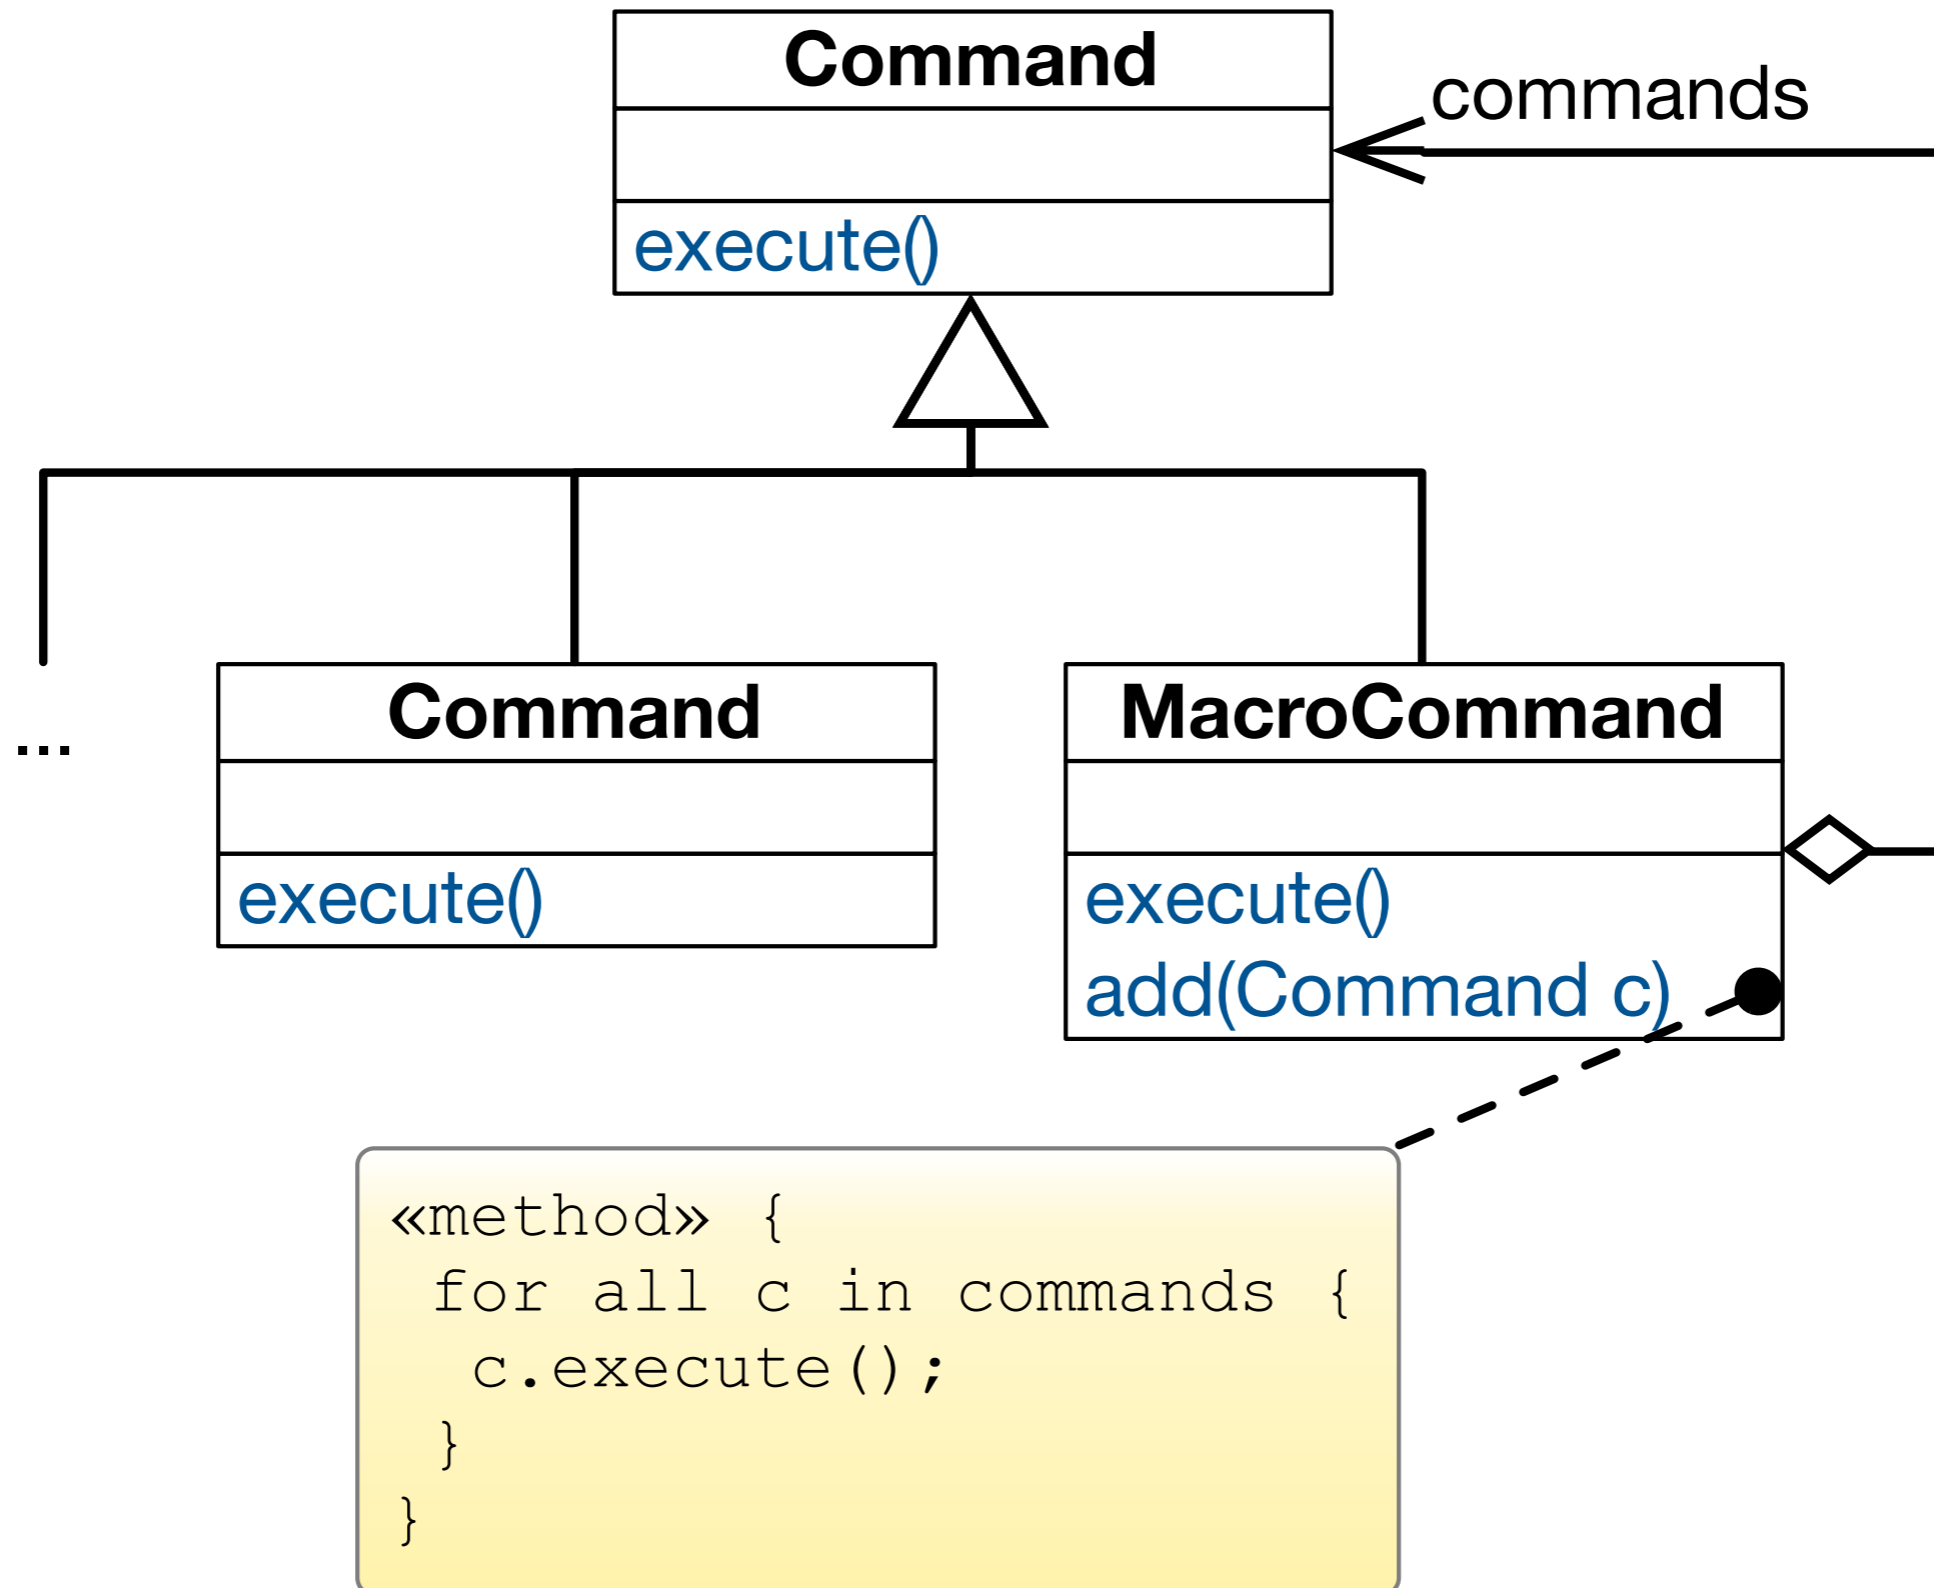 Command
commands
execute()
...
Command
MacroCommand
execute()
execute()
add(Command c)
«method» {
for all c in commands {
c.execute();
}
}